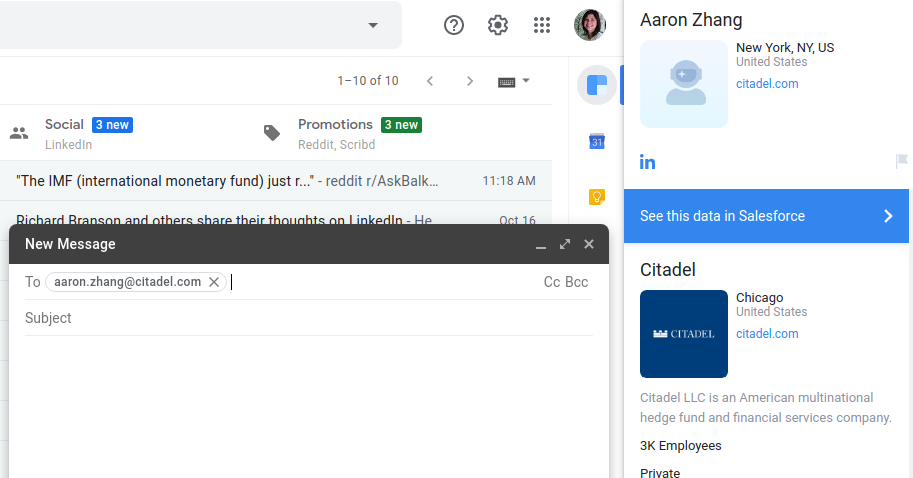 1–10 of 10
Social 3 new
LinkedIn
Promotions 3 new
Reddit, Scribd
"The IMF (international monetary fund) just r..." - reddit r/AskBalk... 11:18 AM
Richard Branson and others share their thoughts on LinkedIn - He Oct 16
New Message
To aaron.zhang@citadel.com Cc Bcc
Subject
31
Aaron Zhang
New York, NY, US
United States
citadel.com
in
See this data in Salesforce
Citadel
CITADEL
Chicago
United States
citadel.com
Citadel LLC is an American multinational
hedge fund and financial services company.
3K Employees
Private